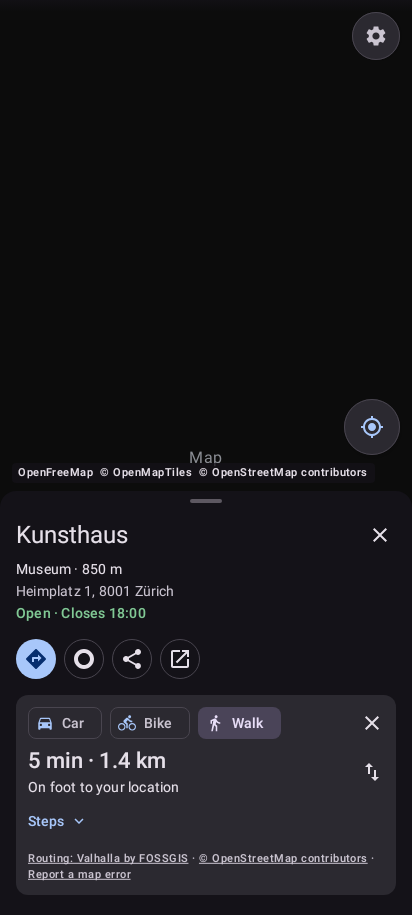 Map
OpenFreeMap © OpenMapTiles © OpenStreetMap contributors
Kunsthaus
Museum · 850 m
Heimplatz 1, 8001 Zürich
Open · Closes 18:00
Car Bike Walk
5 min · 1.4 km
On foot to your location
Steps
Routing: Valhalla by FOSSGIS · © OpenStreetMap contributors ·
Report a map error